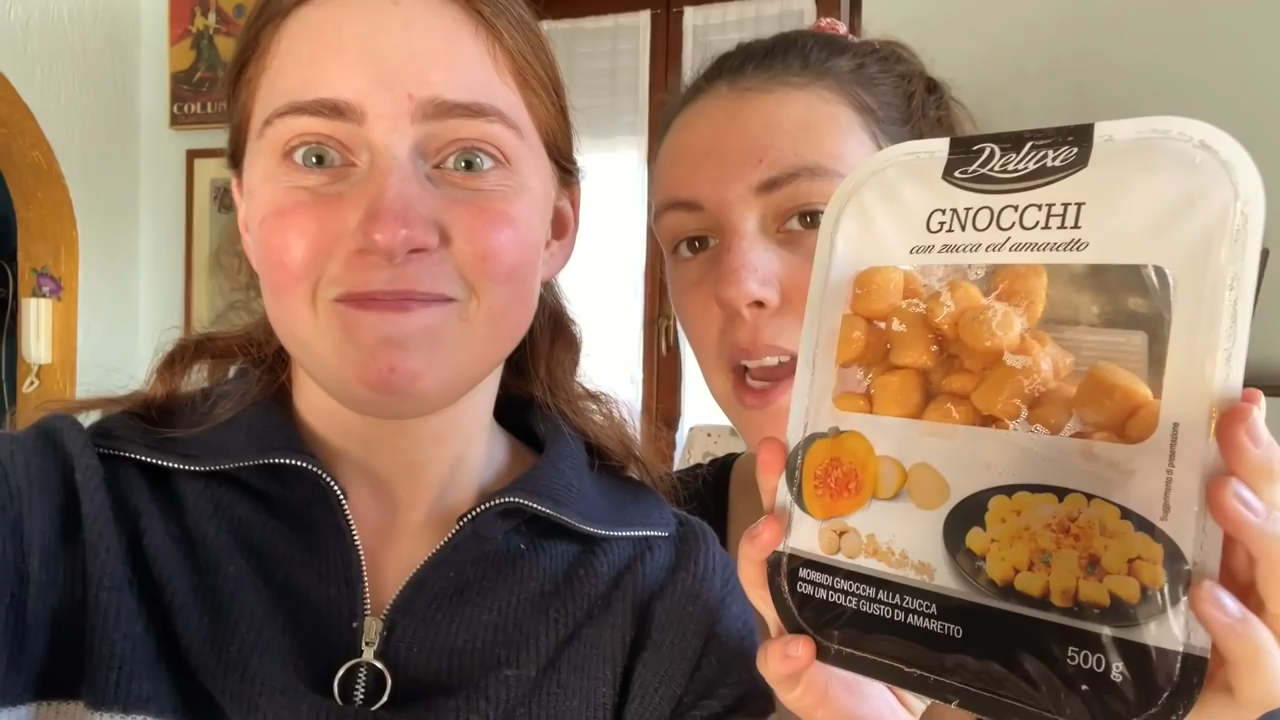 COLUM
Deluxe
GNOCCHI
con zucca ed amaretto
Suggerimento di presentazione
MORBIDI GNOCCHI ALLA ZUCCA
CON UN DOLCE GUSTO DI AMARETTO
500 g